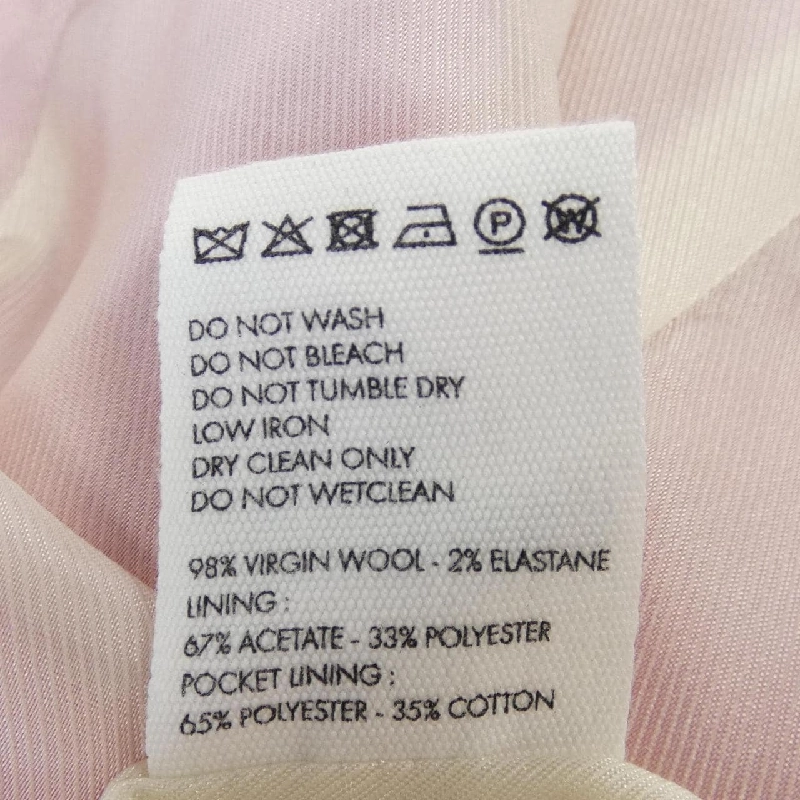 P W
DO NOT WASH
DO NOT BLEACH
DO NOT TUMBLE DRY
LOW IRON
DRY CLEAN ONLY
DO NOT WETCLEAN
98% VIRGIN WOOL - 2% ELASTANE
LINING :
67% ACETATE - 33% POLYESTER
POCKET LINING :
65% POLYESTER - 35% COTTON